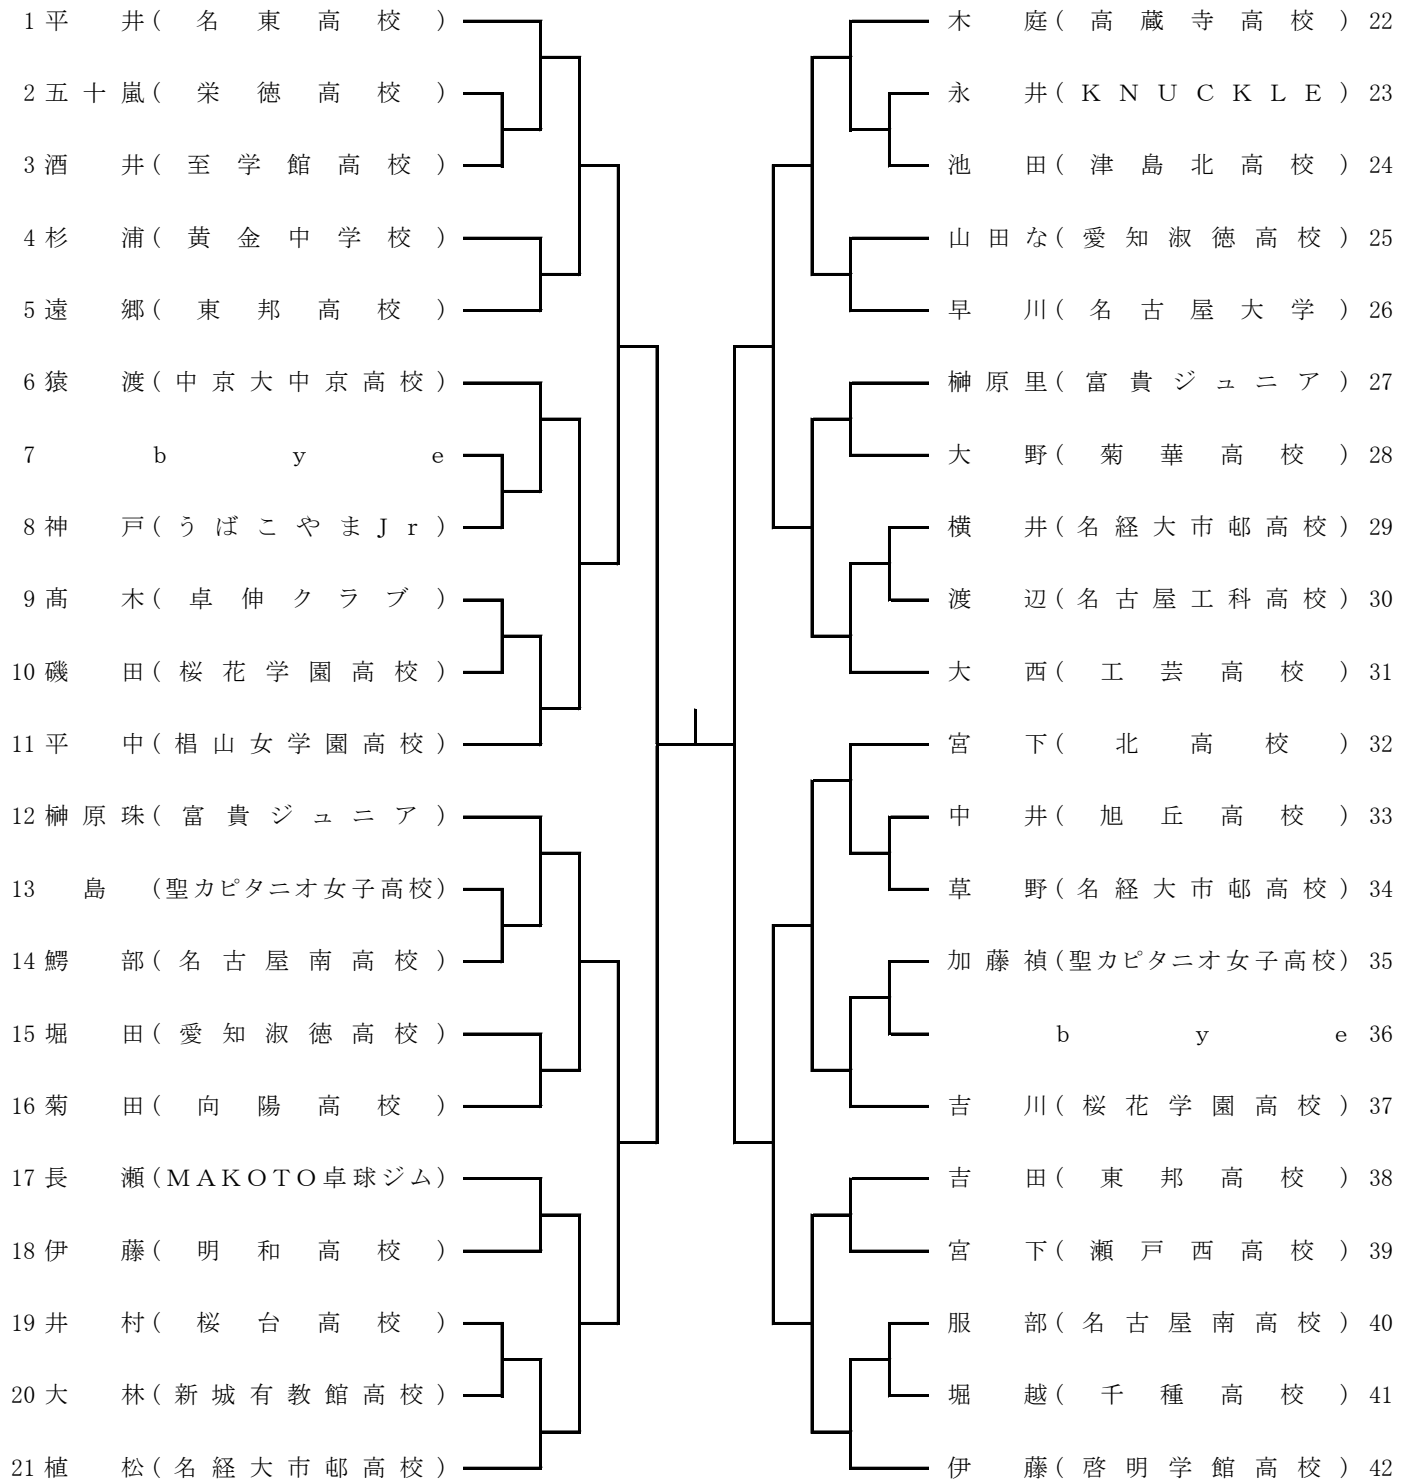 1 平井(名東高校)
2 五十嵐(栄徳高校)
3 酒井(至学館高校)
4 杉浦(黄金中学校)
5 遠郷(東邦高校)
6 猿渡(中京大中京高校)
7 bye
8 神戸(うばこやまJr)
9 髙木(卓伸クラブ)
10 磯田(桜花学園高校)
11 平中(椙山女学園高校)
12 榊原珠(富貴ジュニア)
13 島(聖カピタニオ女子高校)
14 鰐部(名古屋南高校)
15 堀田(愛知淑徳高校)
16 菊田(向陽高校)
17 長瀬(MAKOTO卓球ジム)
18 伊藤(明和高校)
19 井村(桜台高校)
20 大林(新城有教館高校)
21 植松(名経大市邨高校)
木庭(高蔵寺高校) 22
永井(KNUCKLE) 23
池田(津島北高校) 24
山田な(愛知淑徳高校) 25
早川(名古屋大学) 26
榊原里(富貴ジュニア) 27
大野(菊華高校) 28
横井(名経大市邨高校) 29
渡辺(名古屋工科高校) 30
大西(工芸高校) 31
宮下(北高校) 32
中井(旭丘高校) 33
草野(名経大市邨高校) 34
加藤禎(聖カピタニオ女子高校) 35
bye 36
吉川(桜花学園高校) 37
吉田(東邦高校) 38
宮下(瀬戸西高校) 39
服部(名古屋南高校) 40
堀越(千種高校) 41
伊藤(啓明学館高校) 42